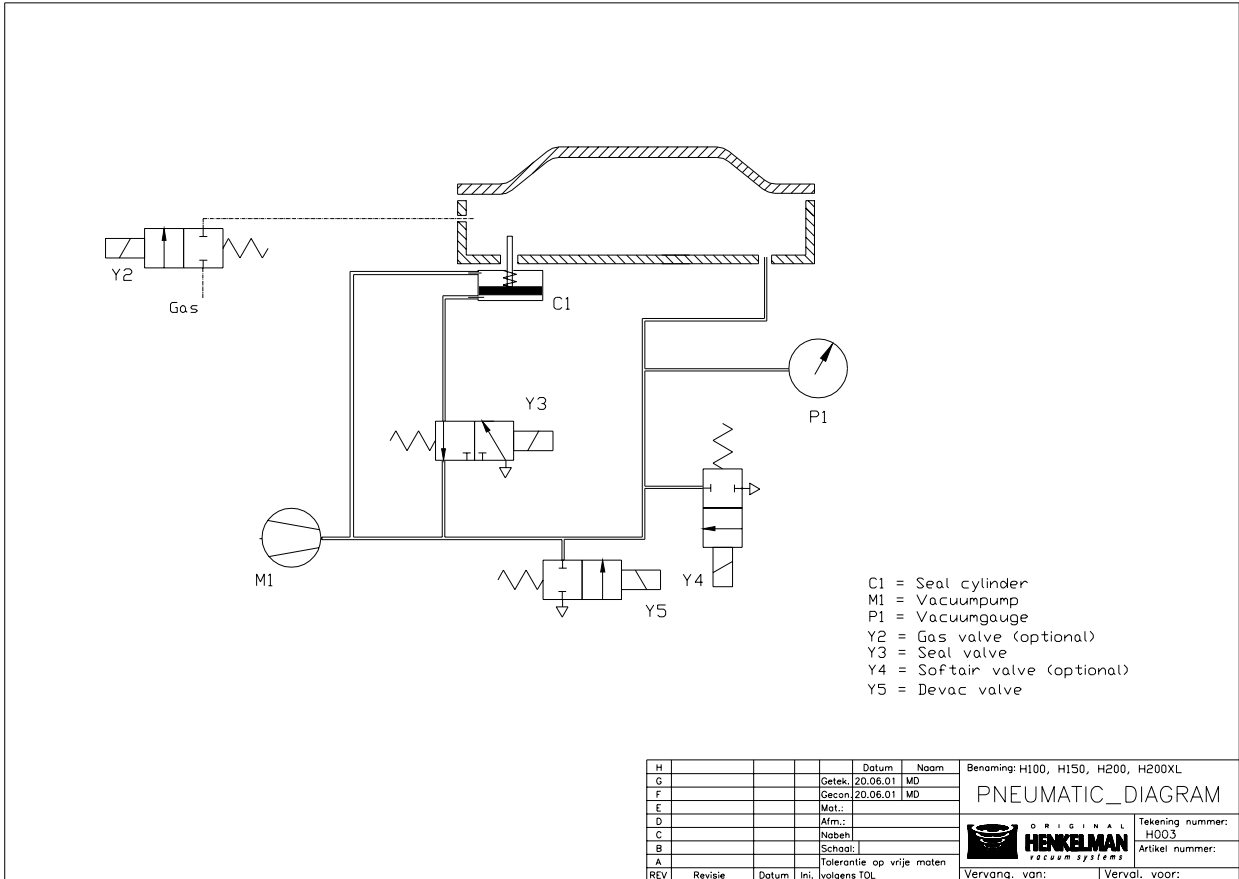 Y2
Gas
C1
Y3
P1
M1
Y4
Y5
C1 = Seal cylinder
M1 = Vacuumpump
P1 = Vacuumgauge
Y2 = Gas valve (optional)
Y3 = Seal valve
Y4 = Softair valve (optional)
Y5 = Devac valve
H Datum Naam
G Getek. 20.06.01 MD
F Gecon. 20.06.01 MD
E Mat.:
D Afm.:
C Nabeh
B Schaal:
A Tolerantie op vrije maten
REV Revisie Datum Ini. volgens TOL
Benaming: H100, H150, H200, H200XL
PNEUMATIC_DIAGRAM
ORIGINAL
HENKELMAN
vacuum systems
Tekening nummer:
H003
Artikel nummer:
Vervang. van: Verval. voor: